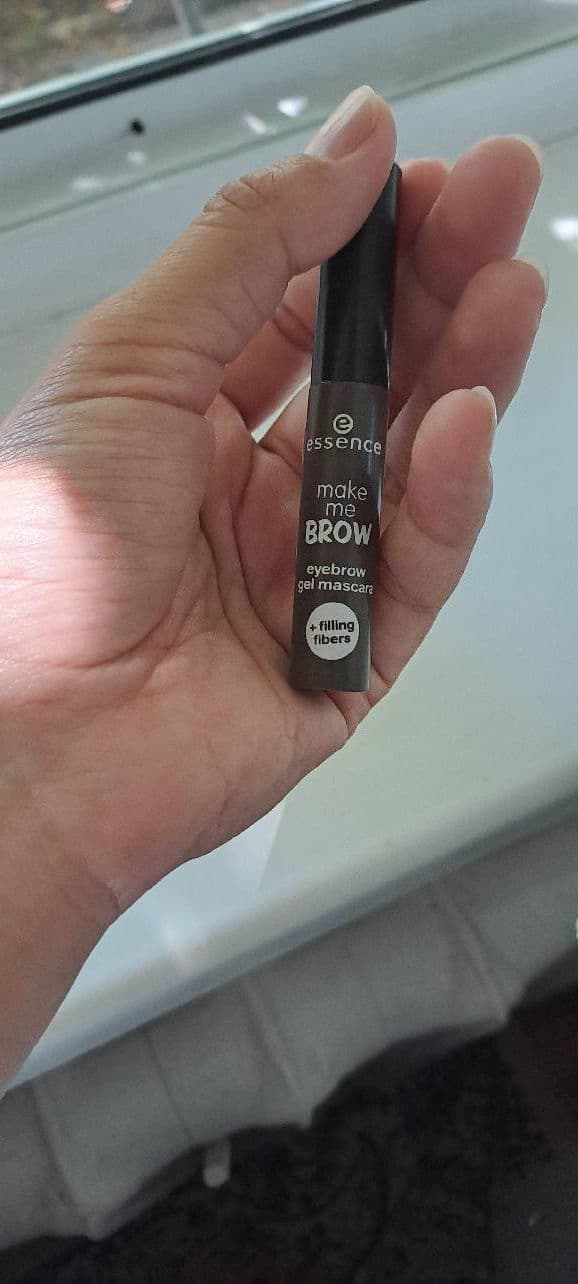 e
essence
make
me
BROW
eyebrow
gel mascara
+ filling
fibers